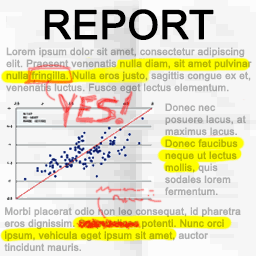 REPORT
Lorem ipsum dolor sit amet, consectetur adipiscing
elit. Praesent venenatis nulla diam, sit amet pulvinar
nulla fringilla. Nulla eros justo, sagittis congue ex et,
venenatis luctus. Fusce eget lectus elementum.
YES!
Donec nec
posuere lacus, at
maximus lacus.
Donec faucibus
neque ut lectus
mollis, quis
sodales lorem
fermentum.
Morbi placerat odio non leo consequat, id pharetra
eros dignissim potenti. Nunc orci
ipsum, vehicula eget ipsum sit amet, auctor
tincidunt mauris.